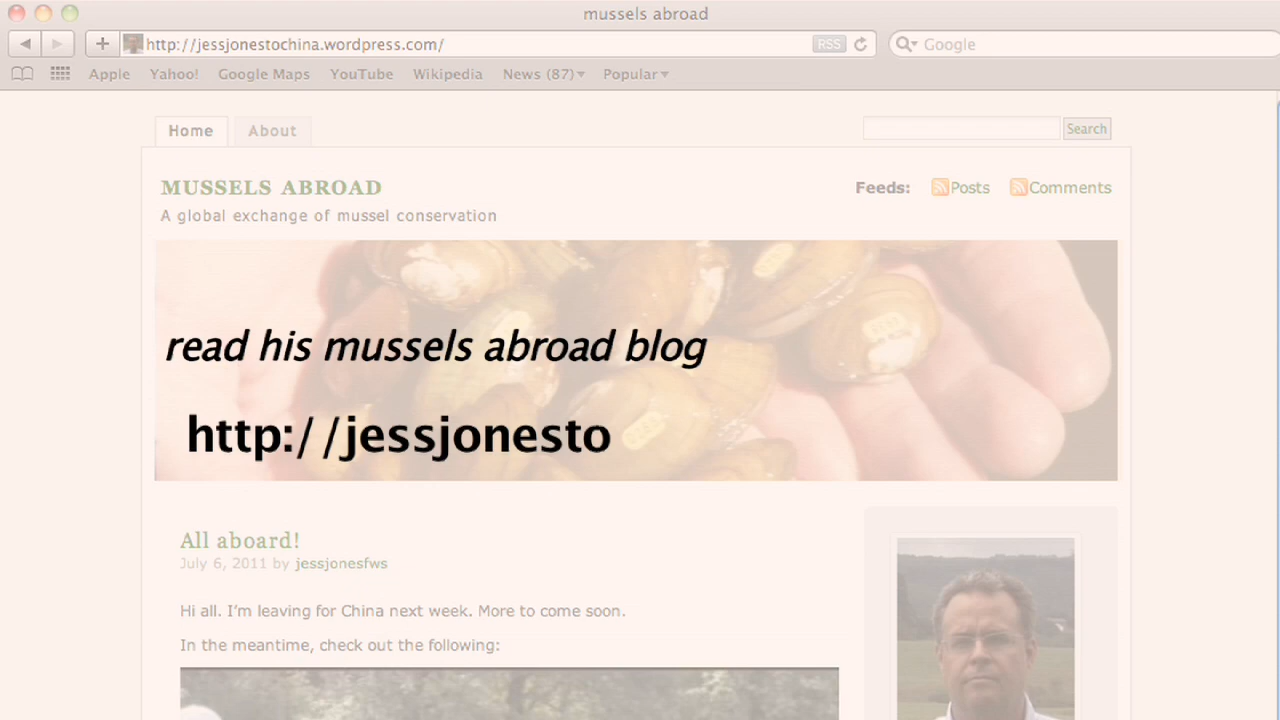 mussels abroad
http://jessjonestochina.wordpress.com/
RSS
Google
Apple Yahoo! Google Maps YouTube Wikipedia News (87) Popular
Home About
Search
MUSSELS ABROAD
Feeds: Posts Comments
A global exchange of mussel conservation
read his mussels abroad blog
http://jessjonesto
All aboard!
July 6, 2011 by jessjonesfws
Hi all. I'm leaving for China next week. More to come soon.
In the meantime, check out the following: